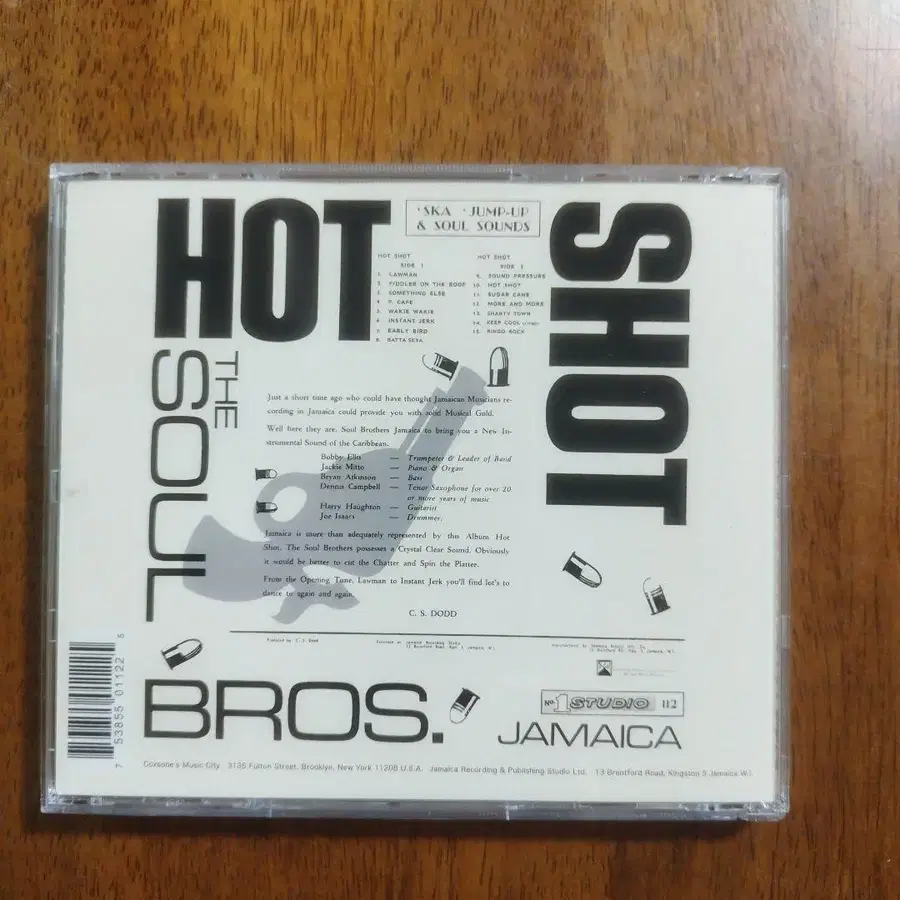 HOT
SHOT
· SKA · JUMP-UP
& SOUL SOUNDS
HOT SHOT
SIDE 1
1. LAWMAN
2. FIDDLER ON THE ROOF
3. SOMETHING ELSE
4. P. CAFE
5. WAKIE WAKIE
6. INSTANT JERK
7. EARLY BIRD
8. RATTA SEKA
HOT SHOT
SIDE 2
9. SOUND PRESSURE
10. HOT SHOT
11. SUGAR CANE
12. MORE AND MORE
13. SHANTY TOWN
14. KEEP COOL
15. RINGO ROCK
THE
SOUL
BROS.
Just a short time ago who could have thought Jamaican Musicians re-
cording in Jamaica could provide you with solid Musical Gold.
Well here they are. Soul Brothers Jamaica to bring you a New In-
strumental Sound of the Caribbean.
Bobby Ellis — Trumpeter & Leader of Band
Jackie Mitto — Piano & Organ
Bryan Atkinson — Bass
Dennis Campbell — Tenor Saxophone for over 20
or more years of music.
Harry Haughton — Guitarist
Joe Isaacs — Drummer.
Jamaica is more than adequately represented by this Album Hot
Shot. The Soul Brothers possesses a Crystal Clear Sound. Obviously
it would be better to cut the Chatter and Spin the Platter.
From the Opening Tune, Lawman to Instant Jerk you'll find lot's to
dance to again and again.
C. S. DODD
Produced by: C. S. Dodd
7 53855 01122 5
No. 1 STUDIO 112
JAMAICA
Coxsone's Music City 3135 Fulton Street, Brooklyn, New York 11208 U.S.A. Jamaica Recording & Publishing Studio Ltd. 13 Brentford Road, Kingston 5 Jamaica W.I.